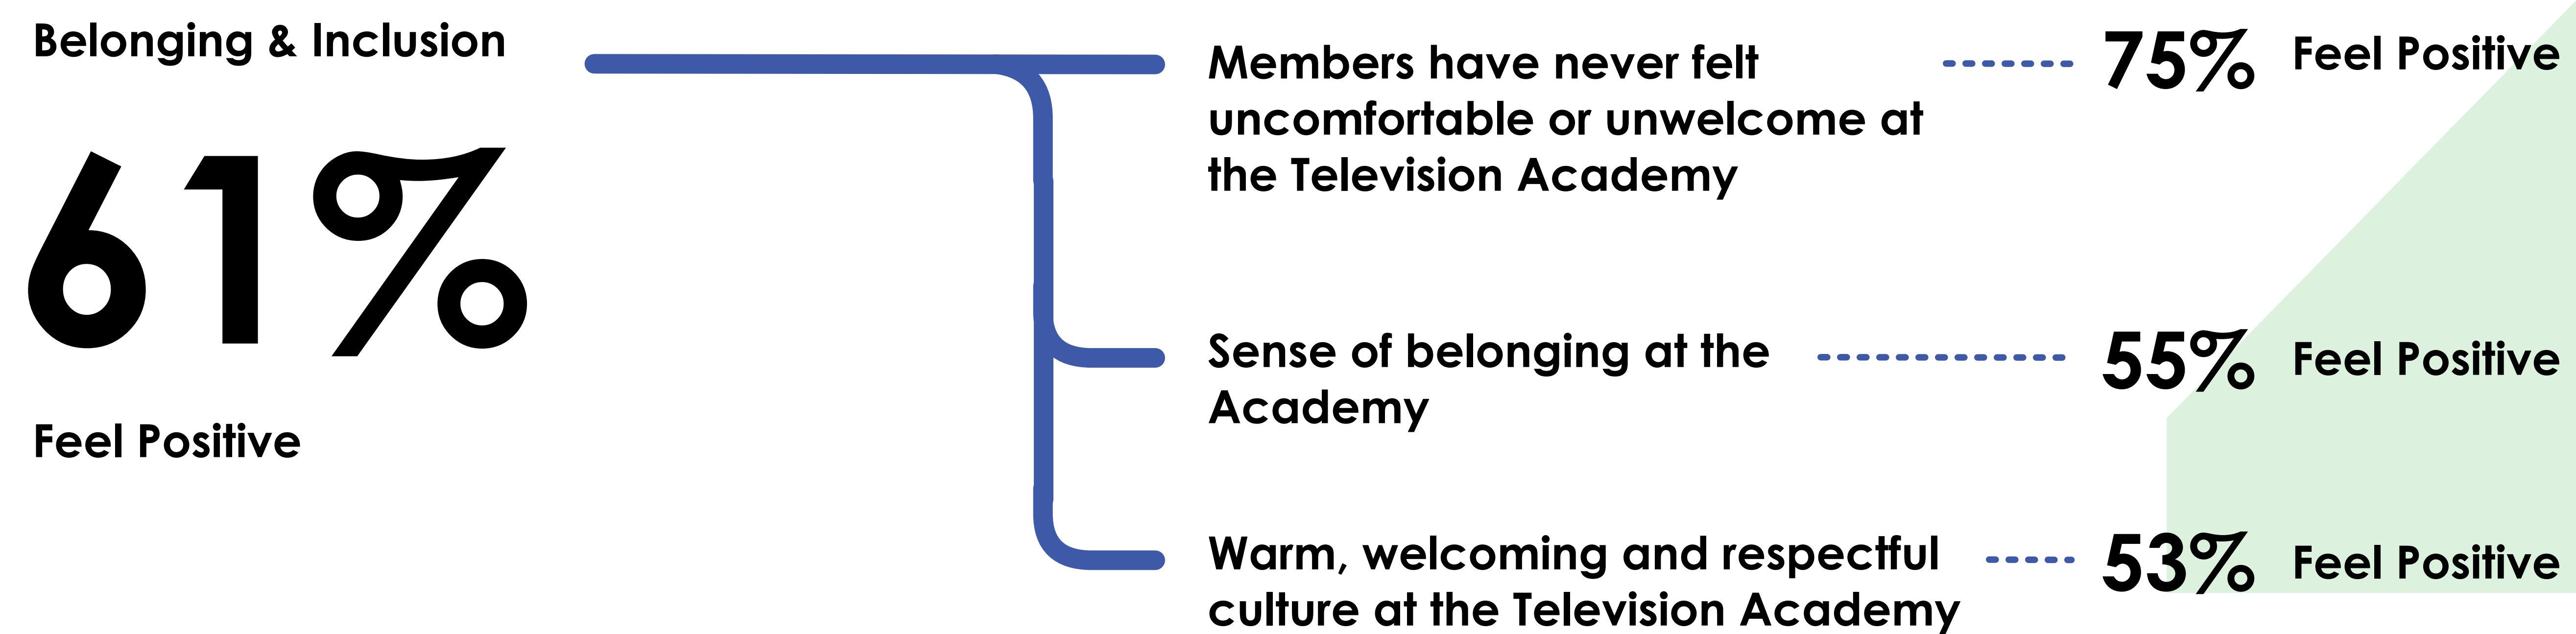 Belonging & Inclusion
61%
Feel Positive
Members have never felt
uncomfortable or unwelcome at
the Television Academy
75% Feel Positive
Sense of belonging at the
Academy
55% Feel Positive
Warm, welcoming and respectful
culture at the Television Academy
53% Feel Positive